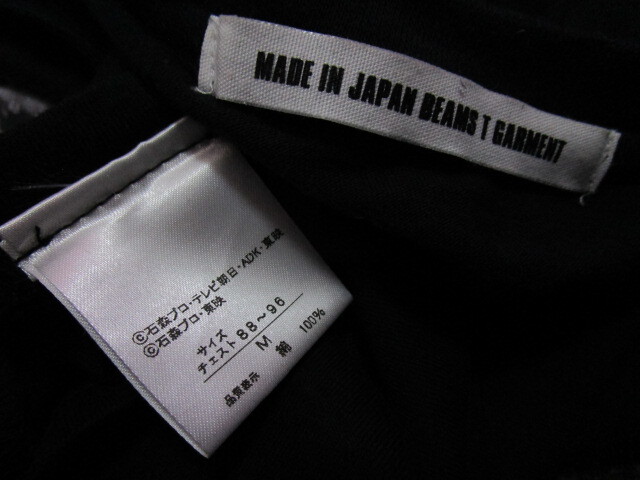 MADE IN JAPAN BEAMS T GARMENT
©石森プロ・テレビ朝日・ADK・東映
©石森プロ・東映
サイズ
チェスト88~96
M
綿 100%
品質表示